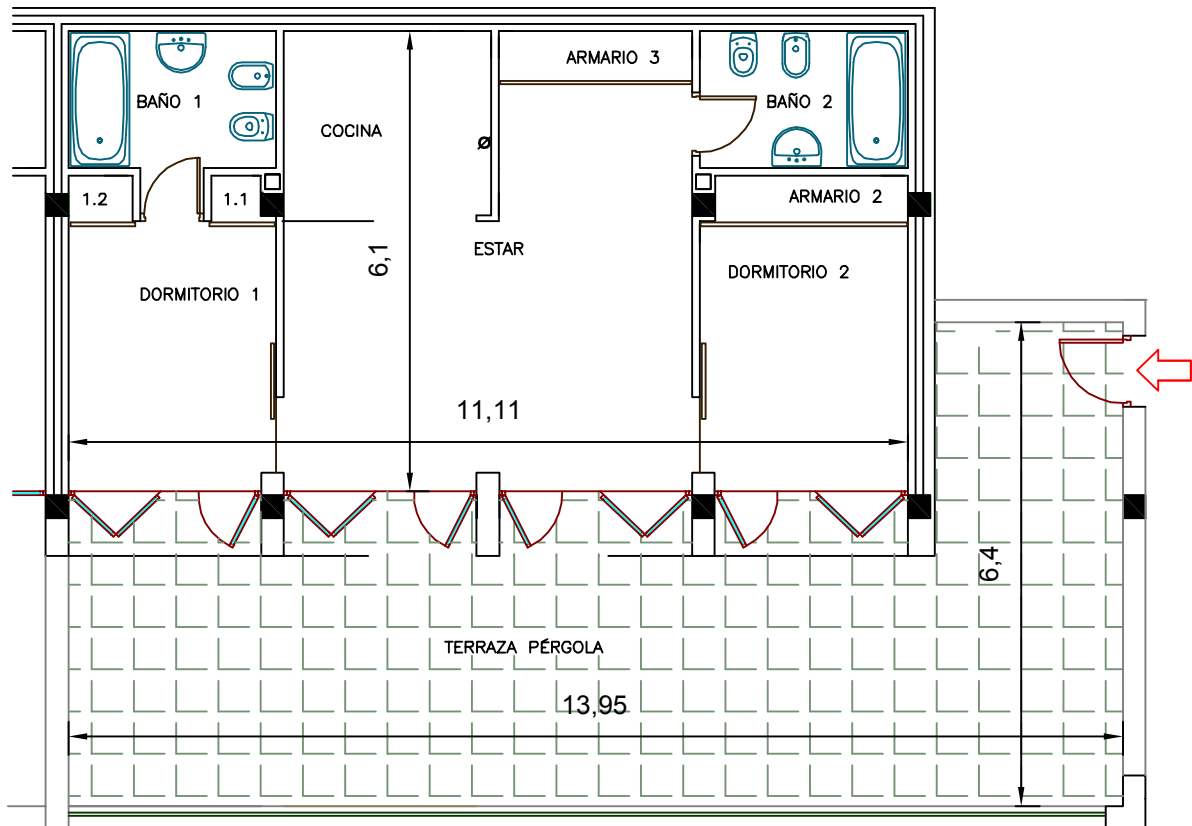 ARMARIO 3
BAÑO 1
BAÑO 2
COCINA
1.2
1.1
ARMARIO 2
ESTAR
6,1
DORMITORIO 2
DORMITORIO 1
11,11
6,4
TERRAZA PÉRGOLA
13,95